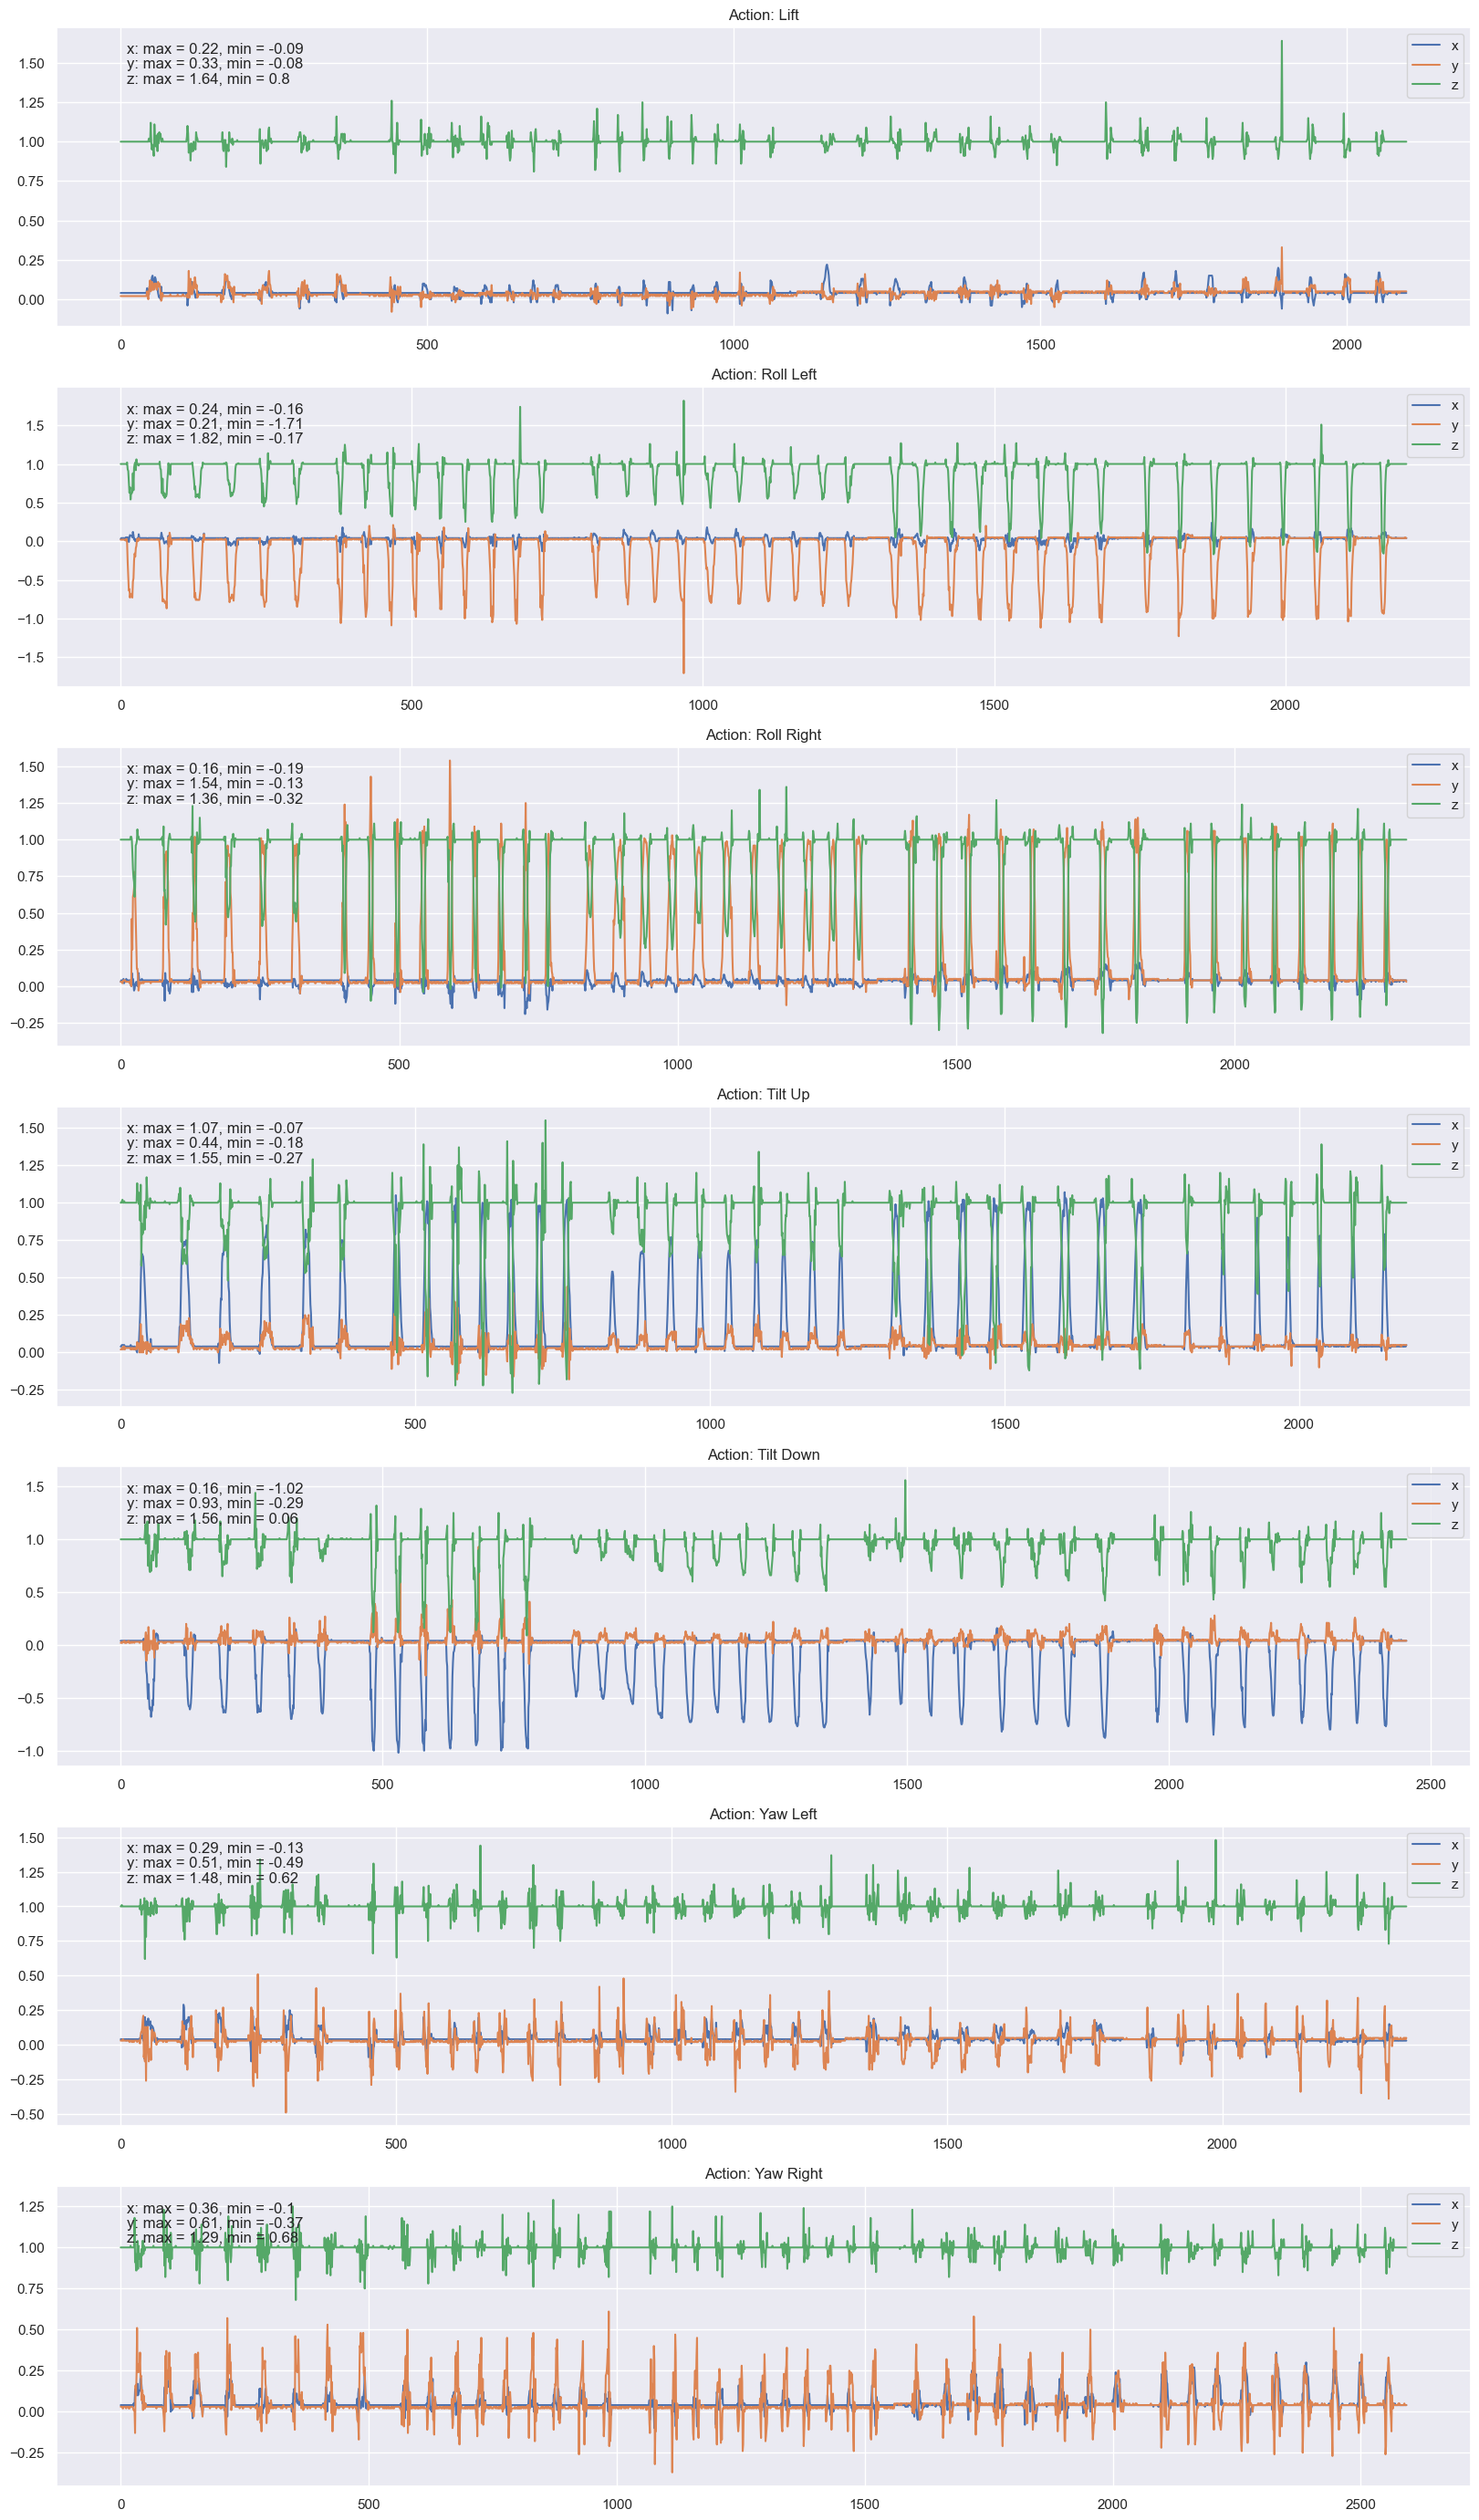 Action: Lift
x: max = 0.22, min = -0.09
y: max = 0.33, min = -0.08
z: max = 1.64, min = 0.8
x
y
z
1.50
1.25
1.00
0.75
0.50
0.25
0.00
0 500 1000 1500 2000
Action: Roll Left
x: max = 0.24, min = -0.16
y: max = 0.21, min = -1.71
z: max = 1.82, min = -0.17
x
y
z
1.5
1.0
0.5
0.0
−0.5
−1.0
−1.5
0 500 1000 1500 2000
Action: Roll Right
x: max = 0.16, min = -0.19
y: max = 1.54, min = -0.13
z: max = 1.36, min = -0.32
x
y
z
1.50
1.25
1.00
0.75
0.50
0.25
0.00
−0.25
0 500 1000 1500 2000
Action: Tilt Up
x: max = 1.07, min = -0.07
y: max = 0.44, min = -0.18
z: max = 1.55, min = -0.27
x
y
z
1.50
1.25
1.00
0.75
0.50
0.25
0.00
−0.25
0 500 1000 1500 2000
Action: Tilt Down
x: max = 0.16, min = -1.02
y: max = 0.93, min = -0.29
z: max = 1.56, min = 0.06
x
y
z
1.5
1.0
0.5
0.0
−0.5
−1.0
0 500 1000 1500 2000 2500
Action: Yaw Left
x: max = 0.29, min = -0.13
y: max = 0.51, min = -0.49
z: max = 1.48, min = 0.62
x
y
z
1.50
1.25
1.00
0.75
0.50
0.25
0.00
−0.25
−0.50
0 500 1000 1500 2000
Action: Yaw Right
x: max = 0.36, min = -0.1
y: max = 0.61, min = -0.37
z: max = 1.29, min = 0.68
x
y
z
1.25
1.00
0.75
0.50
0.25
0.00
−0.25
0 500 1000 1500 2000 2500